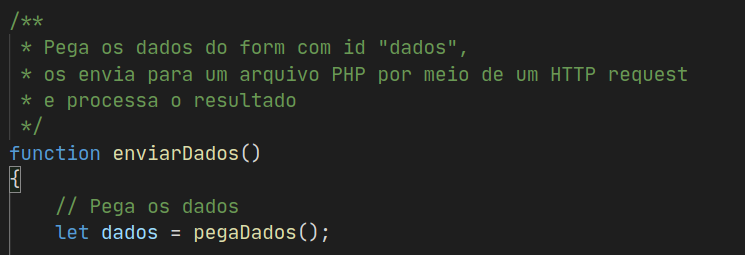 /**
 * Pega os dados do form com id "dados",
 * os envia para um arquivo PHP por meio de um HTTP request
 * e processa o resultado
 */
function enviarDados()
{
    // Pega os dados
    let dados = pegaDados();